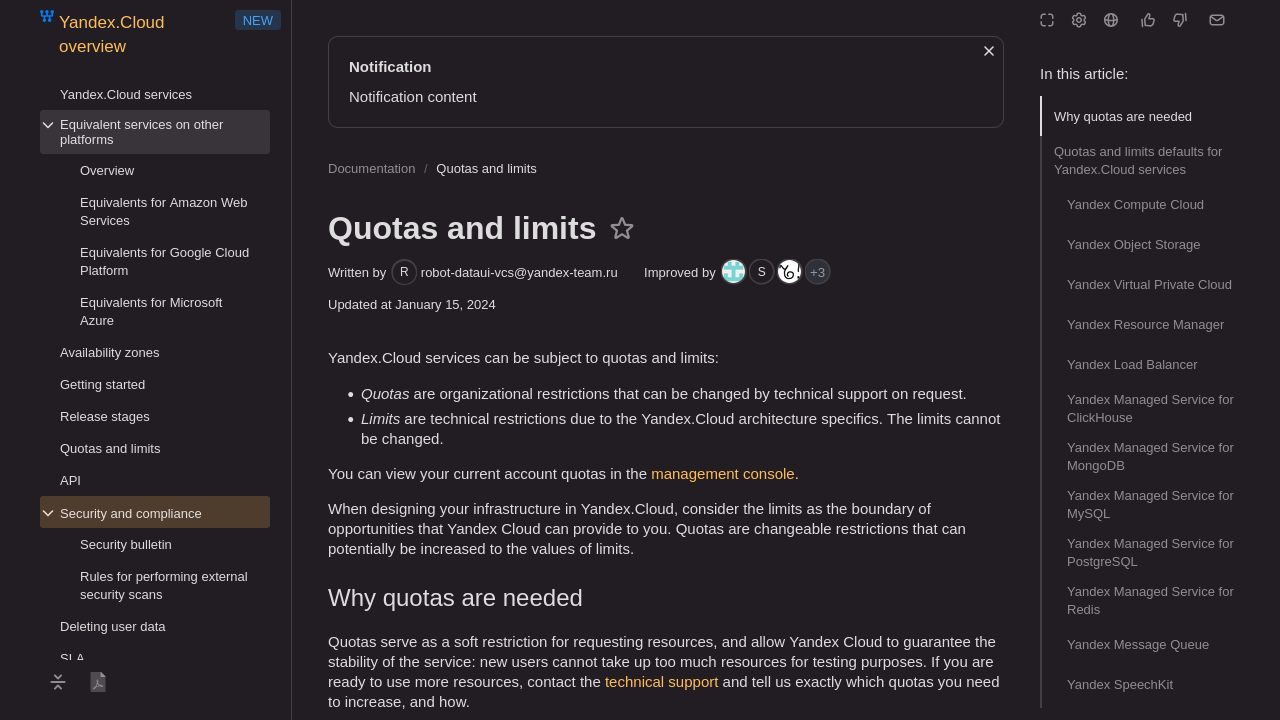 Yandex.Cloud
overview
NEW
Yandex.Cloud services
Equivalent services on other
platforms
Overview
Equivalents for Amazon Web
Services
Equivalents for Google Cloud
Platform
Equivalents for Microsoft
Azure
Availability zones
Getting started
Release stages
Quotas and limits
API
Security and compliance
Security bulletin
Rules for performing external
security scans
Deleting user data
SLA
Notification
Notification content
Documentation / Quotas and limits
Quotas and limits
Written by R robot-dataui-vcs@yandex-team.ru Improved by S +3
Updated at January 15, 2024
Yandex.Cloud services can be subject to quotas and limits:
• Quotas are organizational restrictions that can be changed by technical support on request.
• Limits are technical restrictions due to the Yandex.Cloud architecture specifics. The limits cannot
be changed.
You can view your current account quotas in the management console.
When designing your infrastructure in Yandex.Cloud, consider the limits as the boundary of
opportunities that Yandex Cloud can provide to you. Quotas are changeable restrictions that can
potentially be increased to the values of limits.
Why quotas are needed
Quotas serve as a soft restriction for requesting resources, and allow Yandex Cloud to guarantee the
stability of the service: new users cannot take up too much resources for testing purposes. If you are
ready to use more resources, contact the technical support and tell us exactly which quotas you need
to increase, and how.
In this article:
Why quotas are needed
Quotas and limits defaults for
Yandex.Cloud services
Yandex Compute Cloud
Yandex Object Storage
Yandex Virtual Private Cloud
Yandex Resource Manager
Yandex Load Balancer
Yandex Managed Service for
ClickHouse
Yandex Managed Service for
MongoDB
Yandex Managed Service for
MySQL
Yandex Managed Service for
PostgreSQL
Yandex Managed Service for
Redis
Yandex Message Queue
Yandex SpeechKit